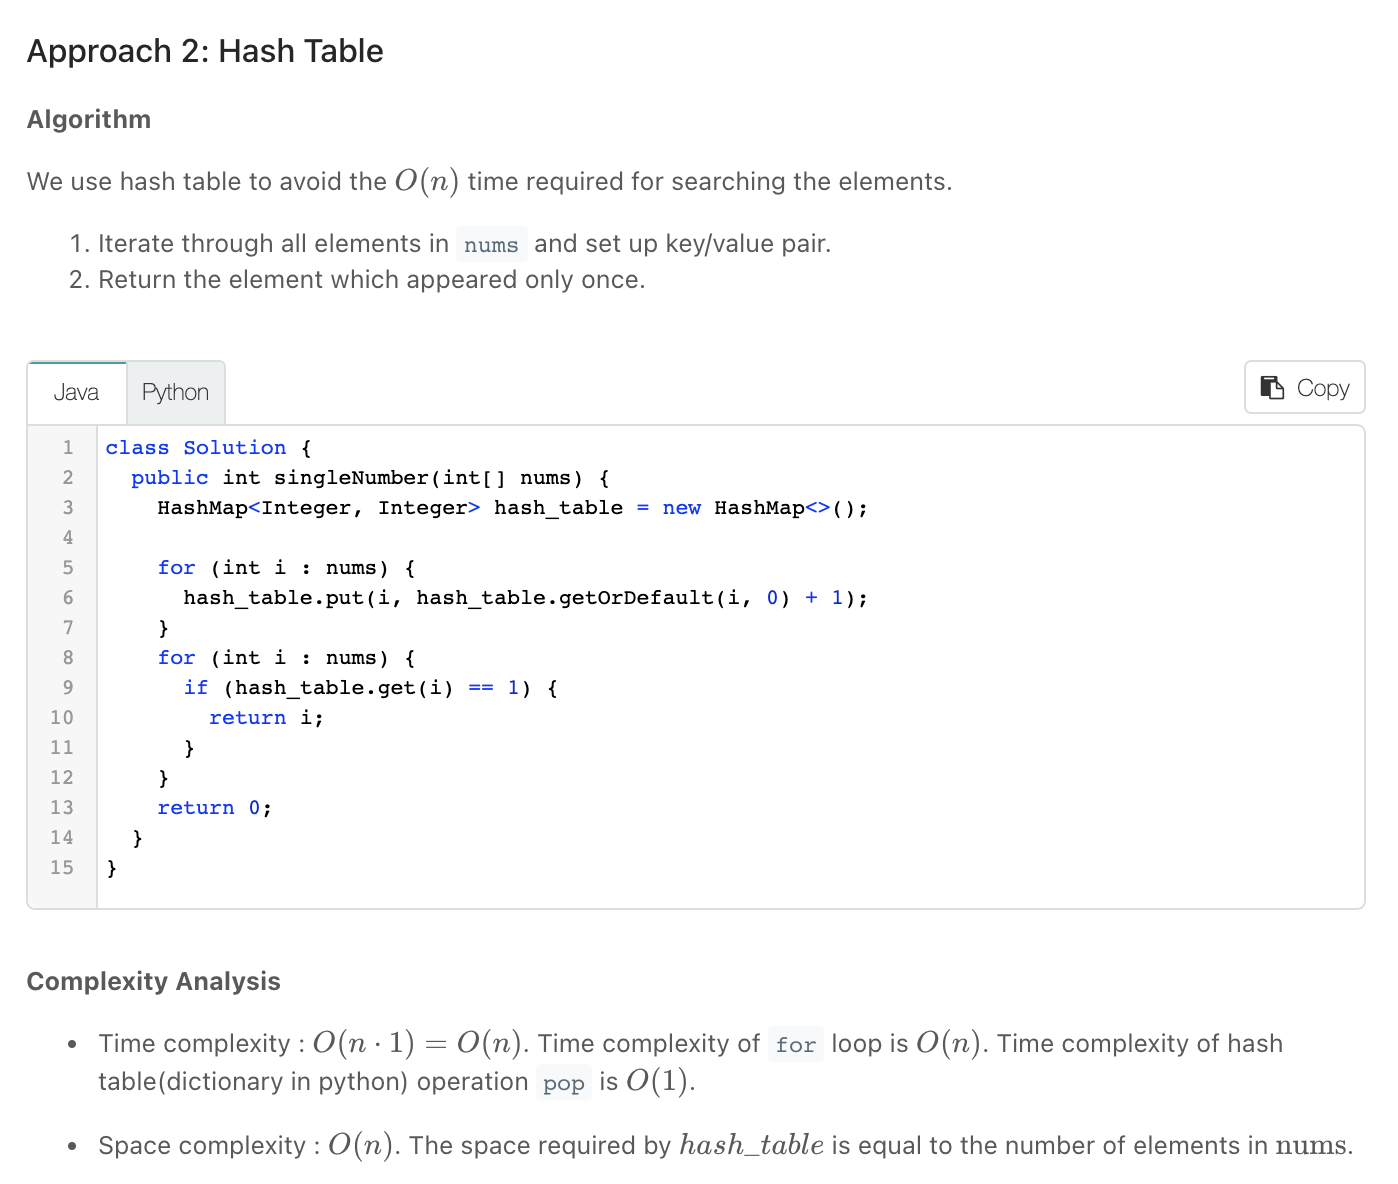 Approach 2: Hash Table
Algorithm
We use hash table to avoid the O(n) time required for searching the elements.
1. Iterate through all elements in nums and set up key/value pair.
2. Return the element which appeared only once.
Java Python Copy
1 class Solution {
2   public int singleNumber(int[] nums) {
3     HashMap<Integer, Integer> hash_table = new HashMap<>();
4
5     for (int i : nums) {
6       hash_table.put(i, hash_table.getOrDefault(i, 0) + 1);
7     }
8     for (int i : nums) {
9       if (hash_table.get(i) == 1) {
10         return i;
11       }
12     }
13     return 0;
14   }
15 }
Complexity Analysis
• Time complexity : O(n · 1) = O(n). Time complexity of for loop is O(n). Time complexity of hash
table(dictionary in python) operation pop is O(1).
• Space complexity : O(n). The space required by hash_table is equal to the number of elements in nums.